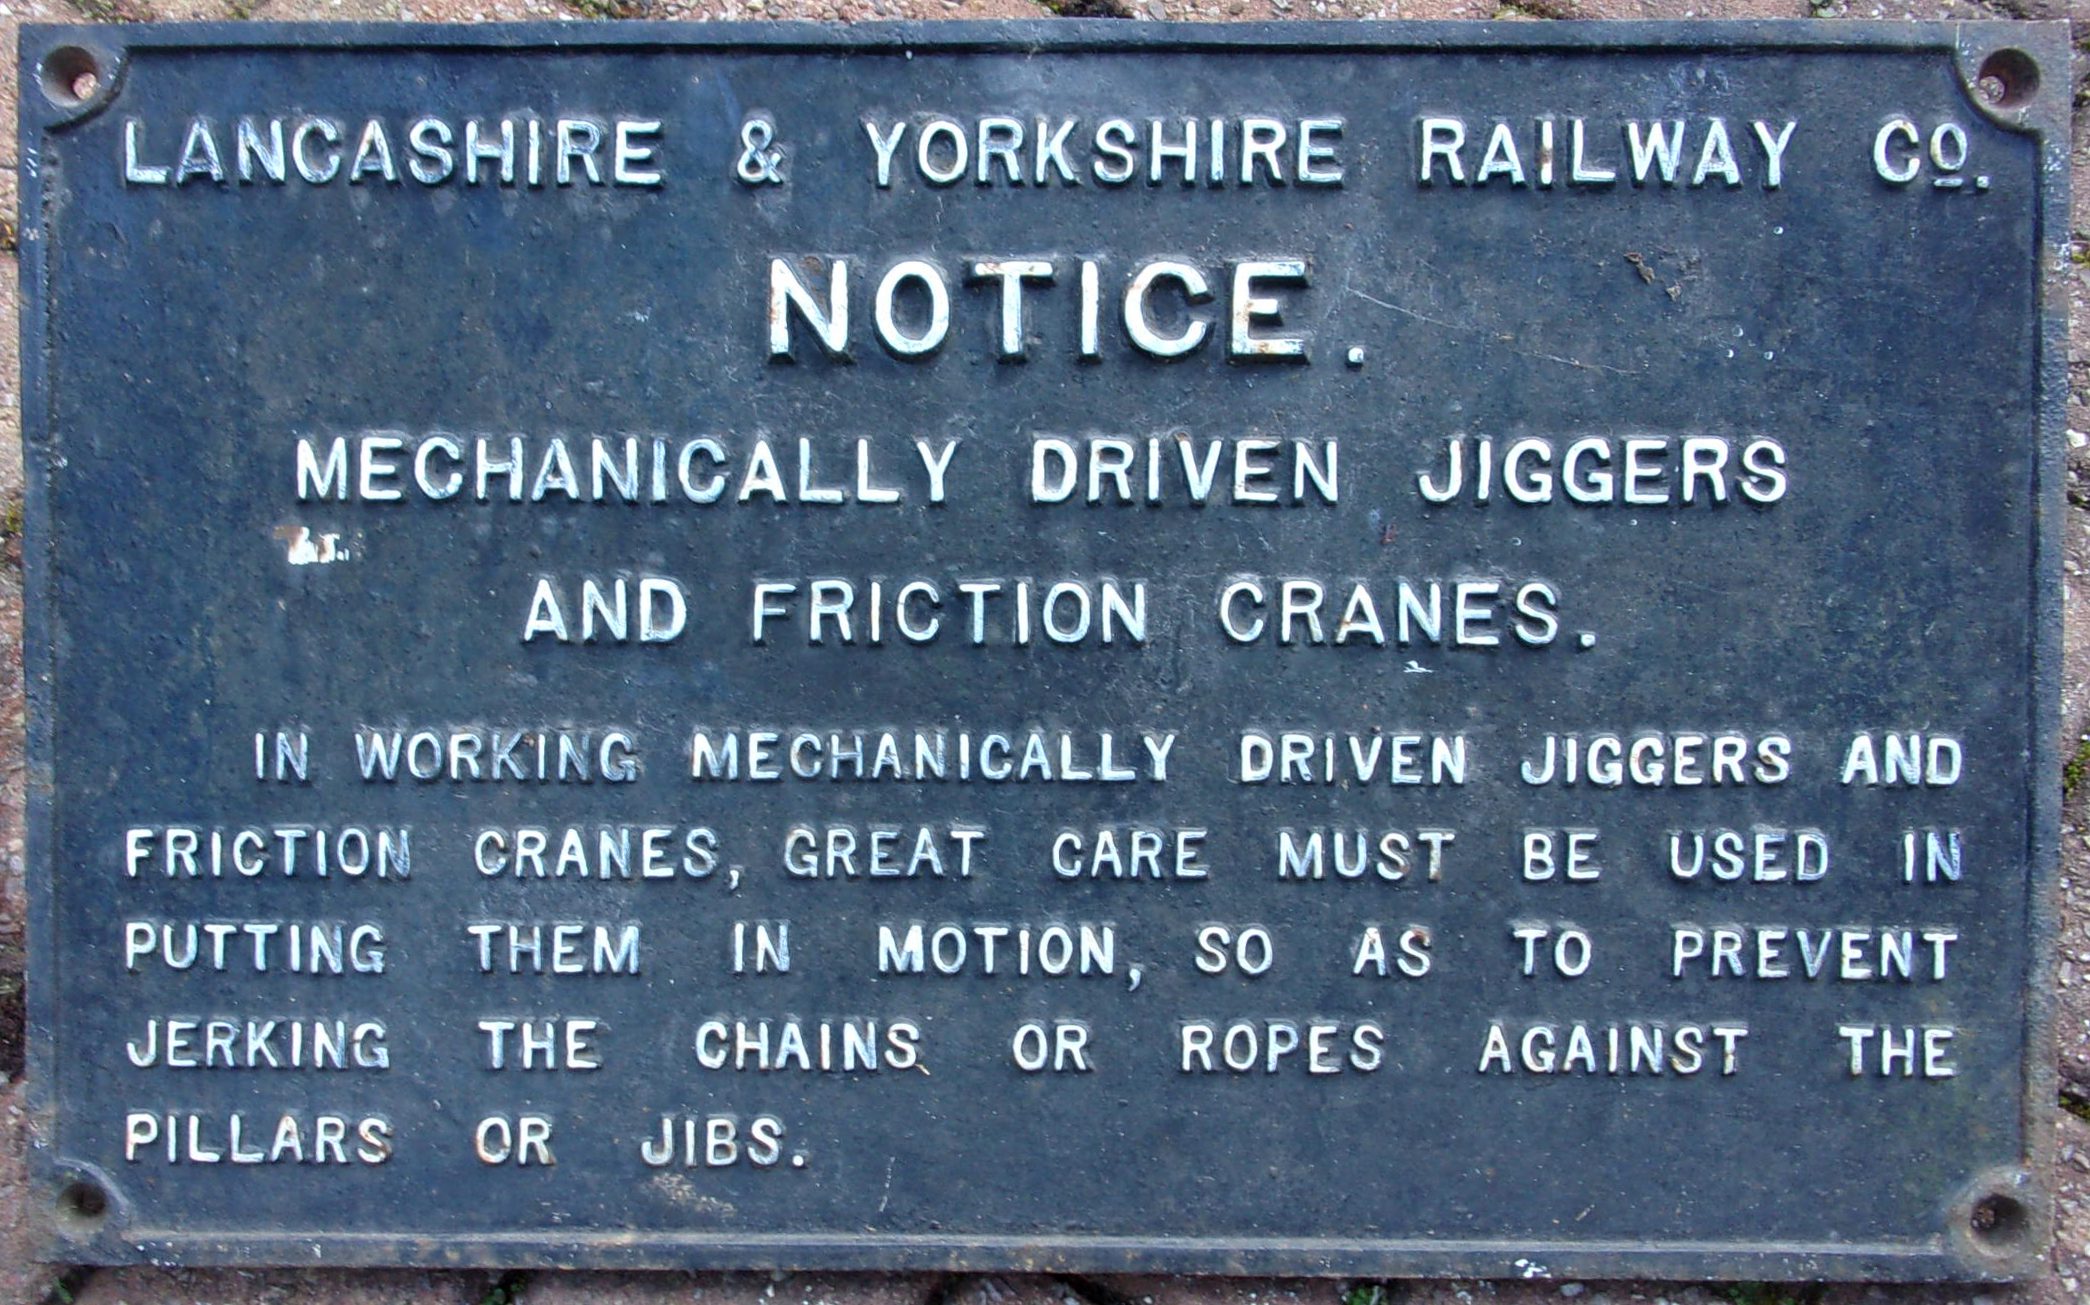 LANCASHIRE & YORKSHIRE RAILWAY Co.
NOTICE.
MECHANICALLY DRIVEN JIGGERS
AND FRICTION CRANES.
IN WORKING MECHANICALLY DRIVEN JIGGERS AND
FRICTION CRANES, GREAT CARE MUST BE USED IN
PUTTING THEM IN MOTION, SO AS TO PREVENT
JERKING THE CHAINS OR ROPES AGAINST THE
PILLARS OR JIBS.